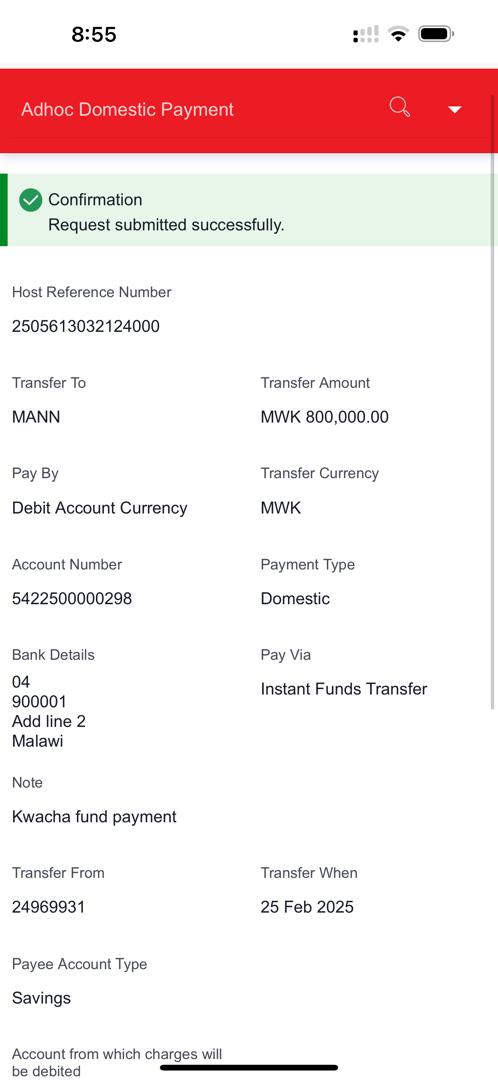 8:55
Adhoc Domestic Payment
Confirmation
Request submitted successfully.
Host Reference Number
2505613032124000
Transfer To
MANN
Transfer Amount
MWK 800,000.00
Pay By
Debit Account Currency
Transfer Currency
MWK
Account Number
5422500000298
Payment Type
Domestic
Bank Details
04
900001
Add line 2
Malawi
Pay Via
Instant Funds Transfer
Note
Kwacha fund payment
Transfer From
24969931
Transfer When
25 Feb 2025
Payee Account Type
Savings
Account from which charges will
be debited